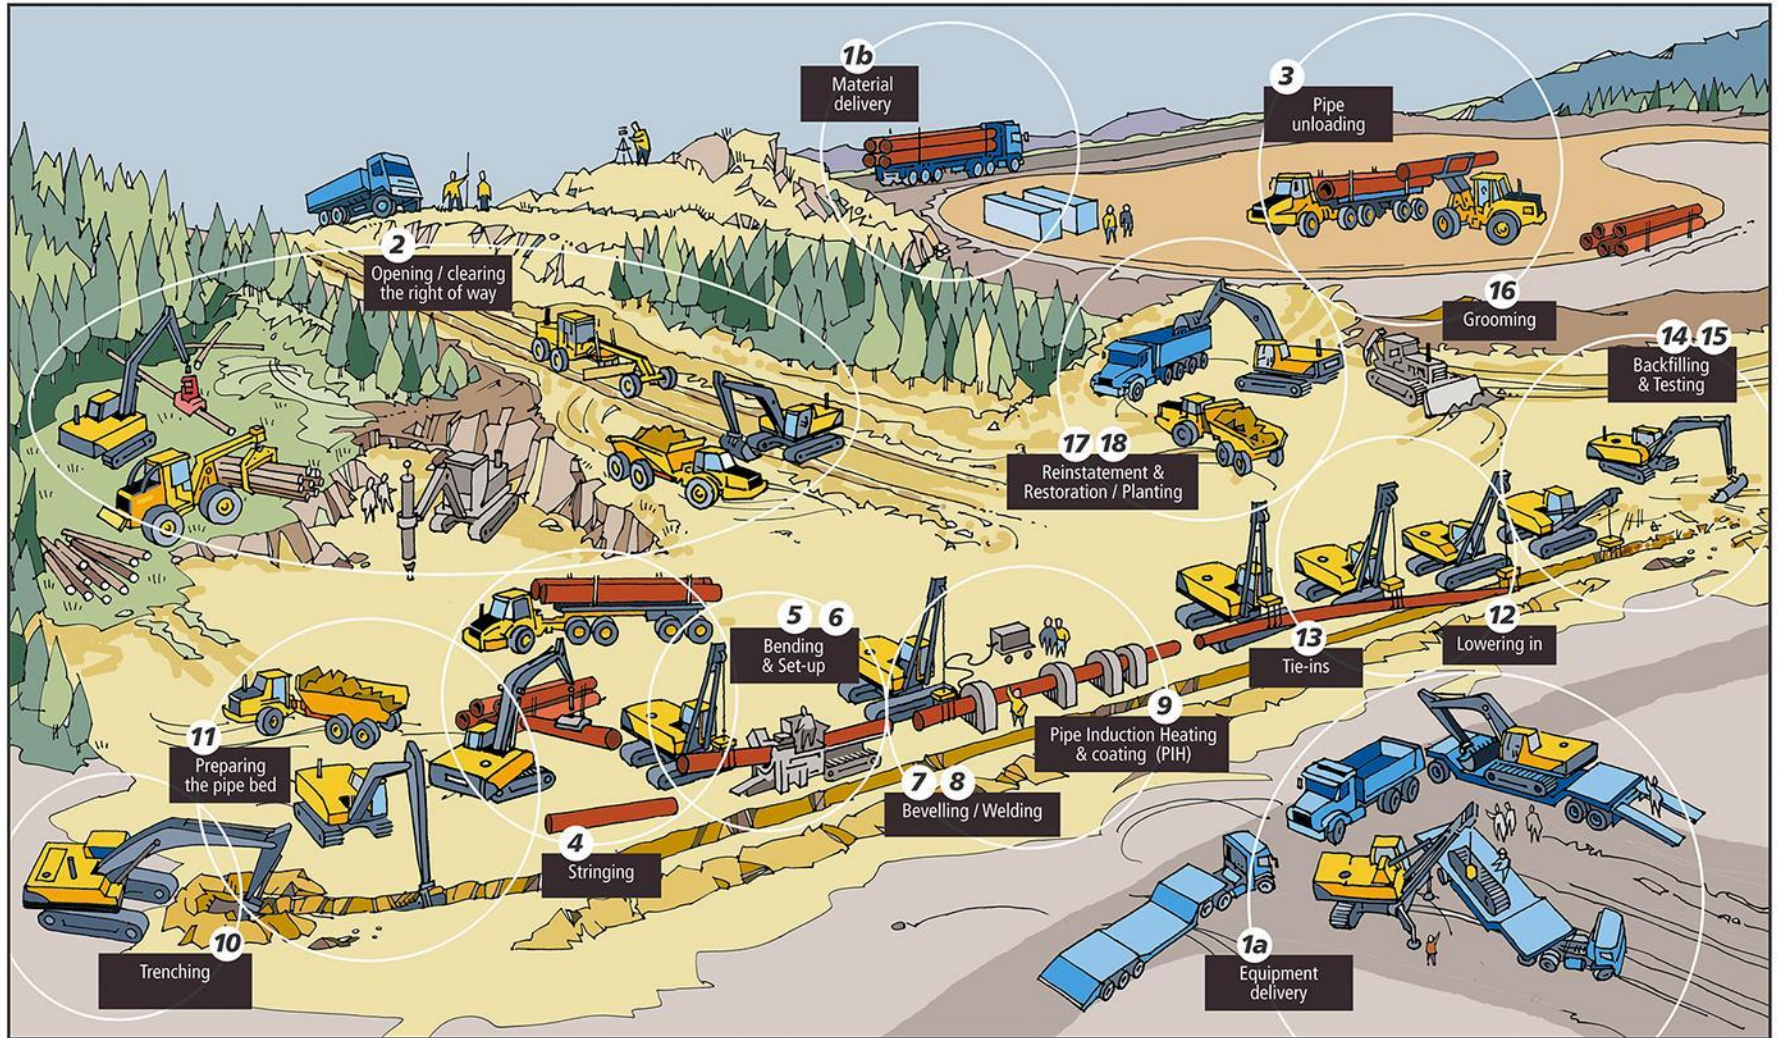 1b
Material
delivery
3
Pipe
unloading
2
Opening / clearing
the right of way
16
Grooming
14 15
Backfilling
& Testing
17 18
Reinstatement &
Restoration / Planting
5 6
Bending
& Set-up
13
Tie-ins
12
Lowering in
11
Preparing
the pipe bed
9
Pipe Induction Heating
& coating (PIH)
7 8
Bevelling / Welding
4
Stringing
10
Trenching
1a
Equipment
delivery